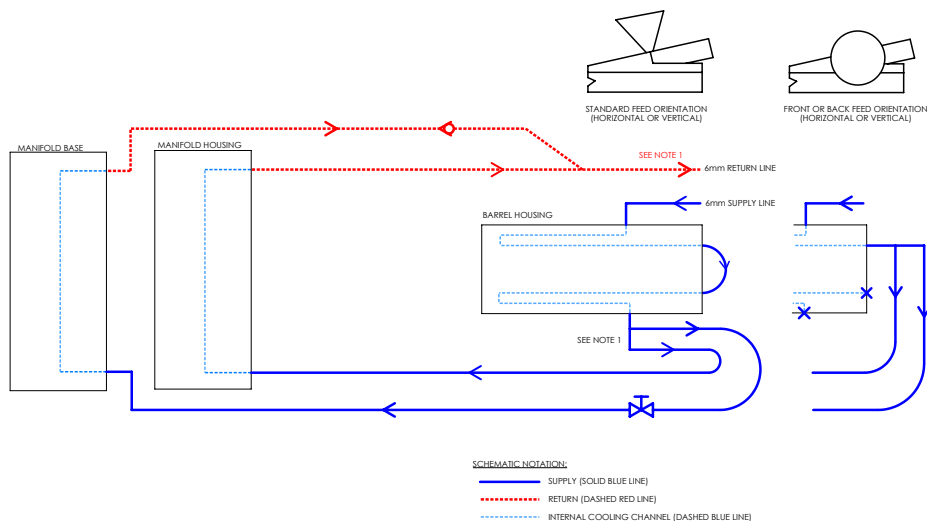 STANDARD FEED ORIENTATION
(HORIZONTAL OR VERTICAL)
FRONT OR BACK FEED ORIENTATION
(HORIZONTAL OR VERTICAL)
MANIFOLD BASE
MANIFOLD HOUSING
SEE NOTE 1
6mm RETURN LINE
6mm SUPPLY LINE
BARREL HOUSING
SEE NOTE 1
SCHEMATIC NOTATION:
SUPPLY (SOLID BLUE LINE)
RETURN (DASHED RED LINE)
INTERNAL COOLING CHANNEL (DASHED BLUE LINE)